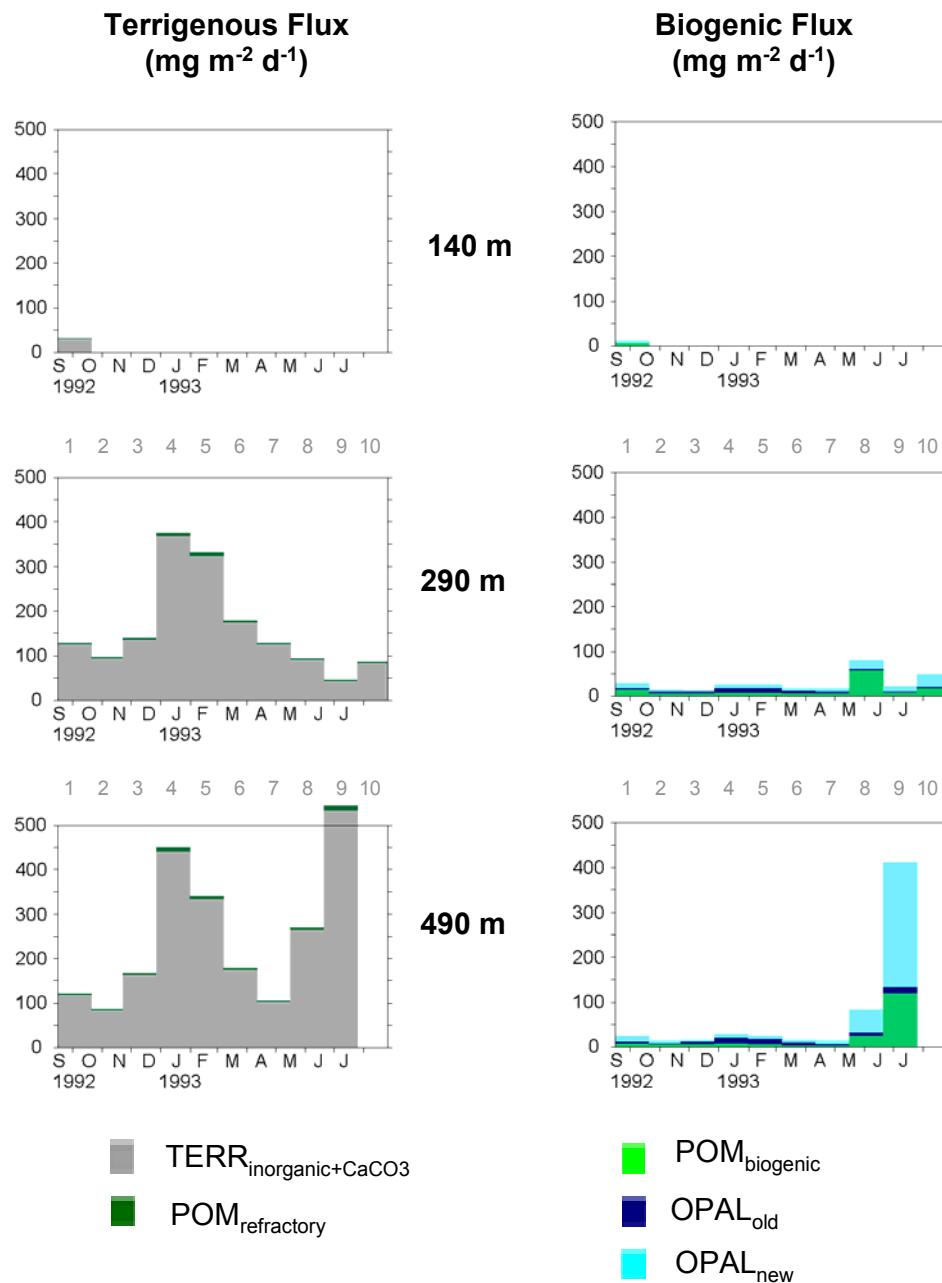 Terrigenous Flux
(mg m-2 d-1)
Biogenic Flux
(mg m-2 d-1)
500
400
300
200
100
0
S O N D J F M A M J J
1992 1993
140 m
500
400
300
200
100
0
S O N D J F M A M J J
1992 1993
1 2 3 4 5 6 7 8 9 10
500
400
300
200
100
0
S O N D J F M A M J J
1992 1993
290 m
1 2 3 4 5 6 7 8 9 10
500
400
300
200
100
0
S O N D J F M A M J J
1992 1993
1 2 3 4 5 6 7 8 9 10
500
400
300
200
100
0
S O N D J F M A M J J
1992 1993
490 m
1 2 3 4 5 6 7 8 9 10
500
400
300
200
100
0
S O N D J F M A M J J
1992 1993
TERRinorganic+CaCO3
POMrefractory
POMbiogenic
OPALold
OPALnew